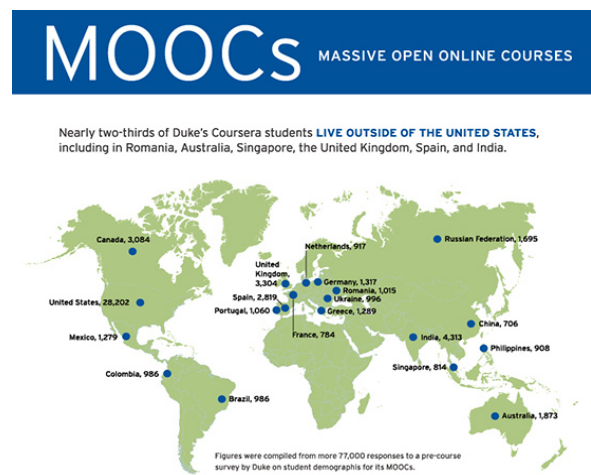 MOOCs MASSIVE OPEN ONLINE COURSES
Nearly two-thirds of Duke's Coursera students LIVE OUTSIDE OF THE UNITED STATES,
including in Romania, Australia, Singapore, the United Kingdom, Spain, and India.
Canada, 3,084
Netherlands, 917
Russian Federation, 1,695
United
Kingdom,
3,304
Germany, 1,317
Romania, 1,015
Spain, 2,819
Ukraine, 996
United States, 28,202
Portugal, 1,060
Greece, 1,289
China, 706
Mexico, 1,279
France, 784
India, 4,313
Philippines, 908
Singapore, 814
Colombia, 986
Brazil, 986
Australia, 1,873
Figures were compiled from more 77,000 responses to a pre-course
survey by Duke on student demographis for its MOOCs.